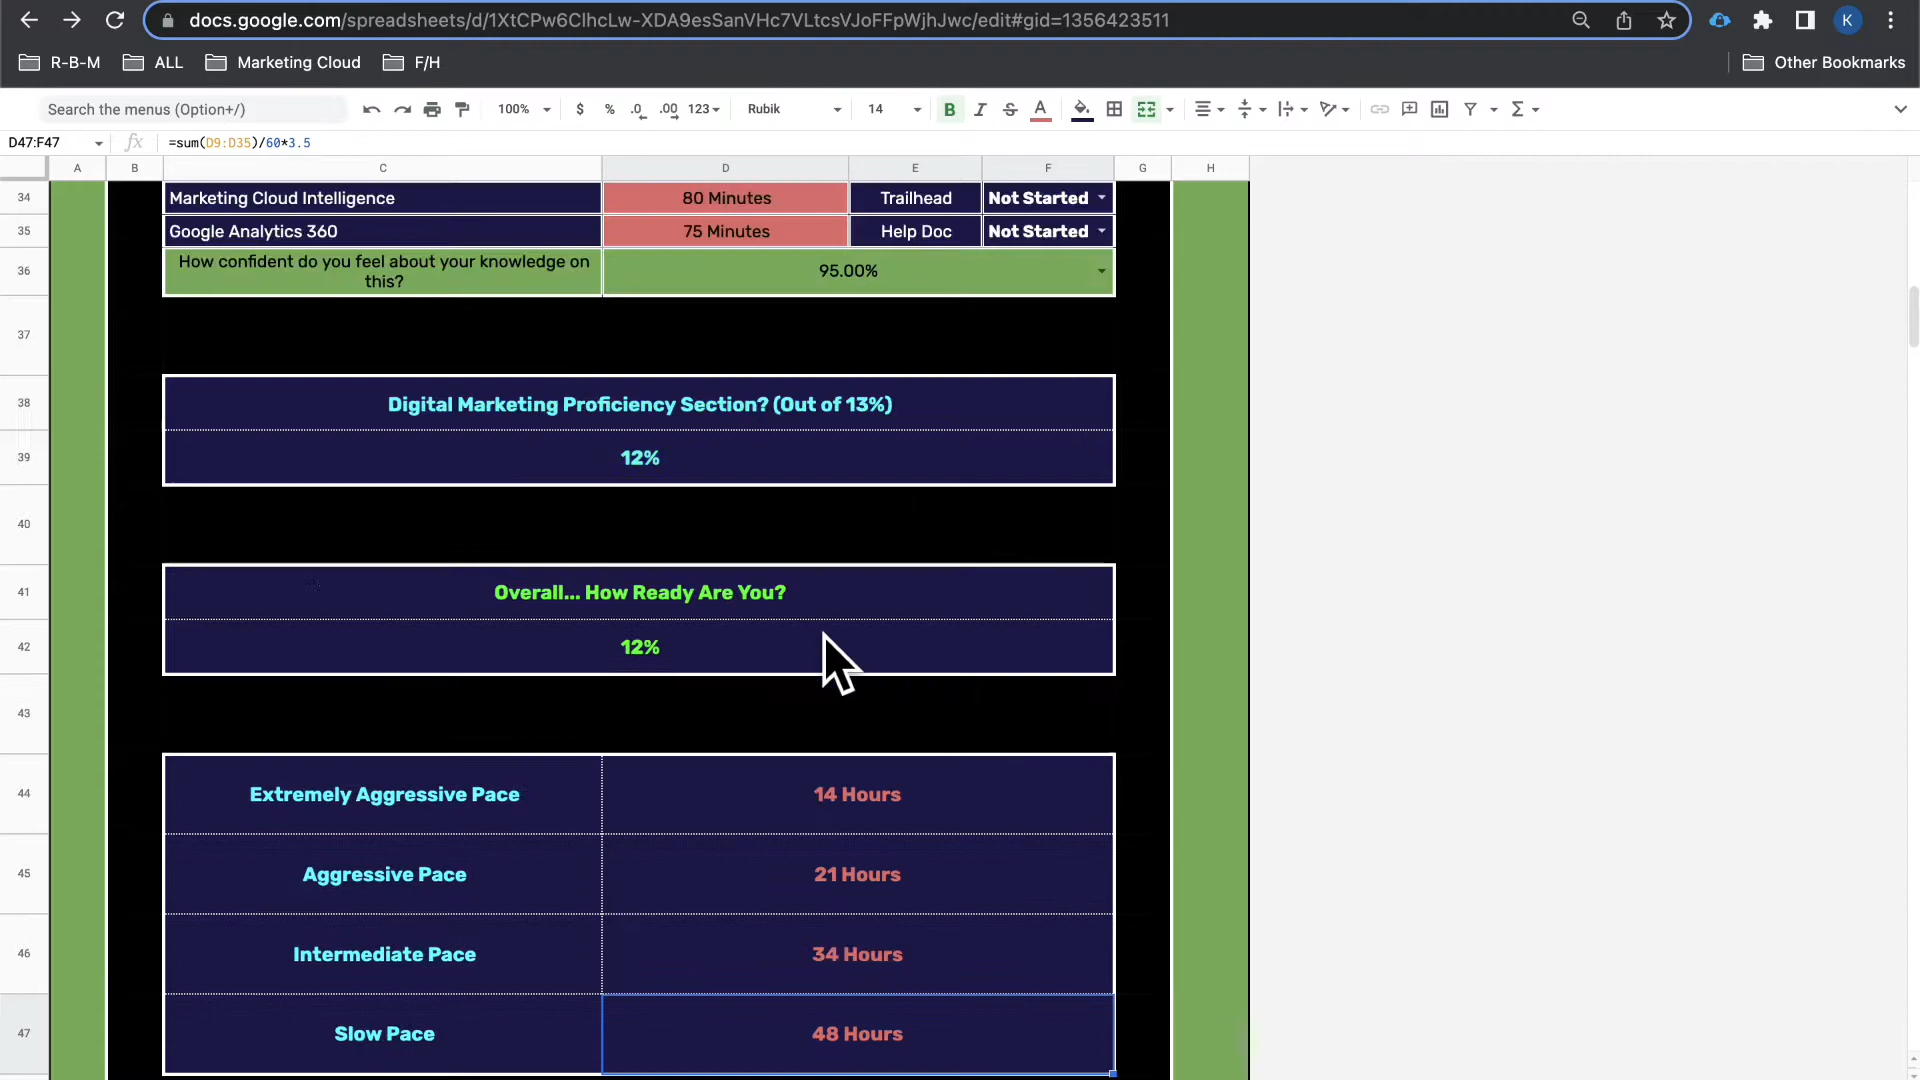 docs.google.com/spreadsheets/d/1XtCPw6ClhcLw-XDA9esSanVHc7VLtcsVJoFFpWjhJwc/edit#gid=1356423511
K
R-B-M ALL Marketing Cloud F/H Other Bookmarks
Search the menus (Option+/) 100% $ % .0 .00 123 Rubik 14 B I S A Σ
D47:F47 fx =sum(D9:D35)/60*3.5
A B C D E F G H
34 Marketing Cloud Intelligence 80 Minutes Trailhead Not Started
35 Google Analytics 360 75 Minutes Help Doc Not Started
36 How confident do you feel about your knowledge on this? 95.00%
37
38 Digital Marketing Proficiency Section? (Out of 13%)
39 12%
40
41 Overall... How Ready Are You?
42 12%
43
44 Extremely Aggressive Pace 14 Hours
45 Aggressive Pace 21 Hours
46 Intermediate Pace 34 Hours
47 Slow Pace 48 Hours